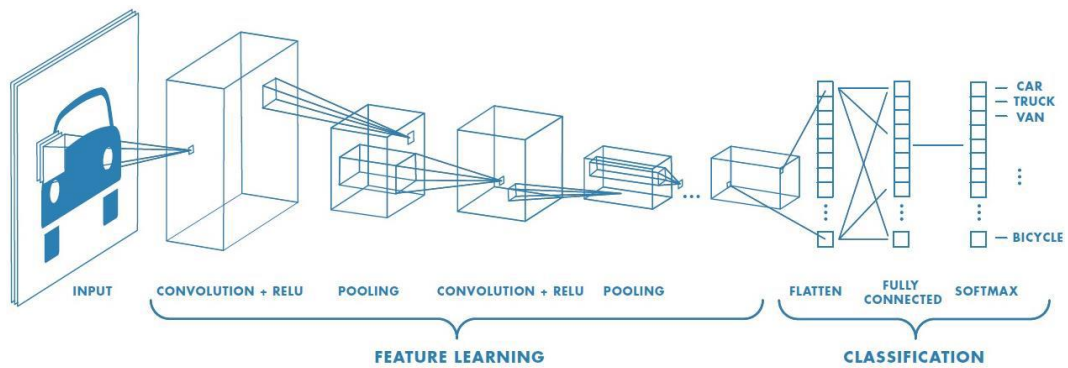 CAR
TRUCK
VAN
BICYCLE
INPUT
CONVOLUTION + RELU
POOLING
CONVOLUTION + RELU
POOLING
FLATTEN
FULLY
CONNECTED
SOFTMAX
FEATURE LEARNING
CLASSIFICATION